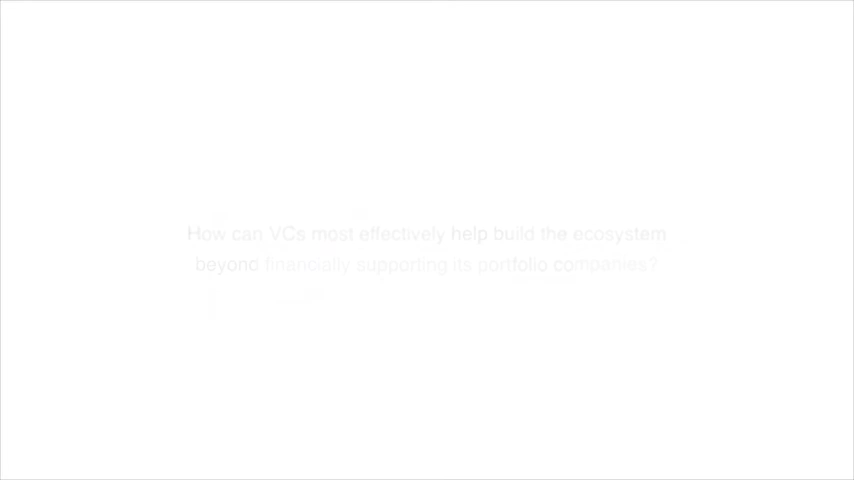 How can VCs most effectively help build the ecosystem
beyond financially supporting its portfolio companies?